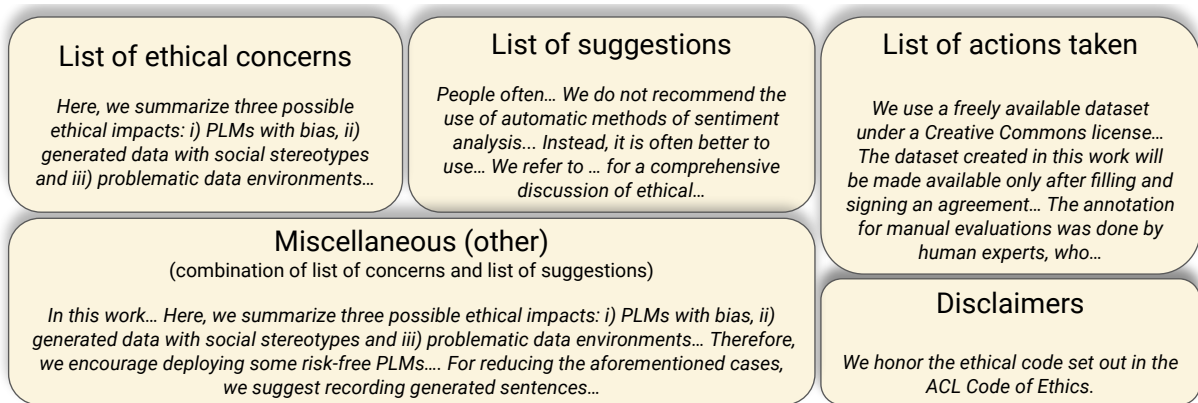 List of ethical concerns
Here, we summarize three possible
ethical impacts: i) PLMs with bias, ii)
generated data with social stereotypes
and iii) problematic data environments…
List of suggestions
People often… We do not recommend the
use of automatic methods of sentiment
analysis... Instead, it is often better to
use… We refer to … for a comprehensive
discussion of ethical…
List of actions taken
We use a freely available dataset
under a Creative Commons license…
The dataset created in this work will
be made available only after filling and
signing an agreement… The annotation
for manual evaluations was done by
human experts, who…
Miscellaneous (other)
(combination of list of concerns and list of suggestions)
In this work… Here, we summarize three possible ethical impacts: i) PLMs with bias, ii)
generated data with social stereotypes and iii) problematic data environments… Therefore,
we encourage deploying some risk-free PLMs…. For reducing the aforementioned cases,
we suggest recording generated sentences…
Disclaimers
We honor the ethical code set out in the
ACL Code of Ethics.